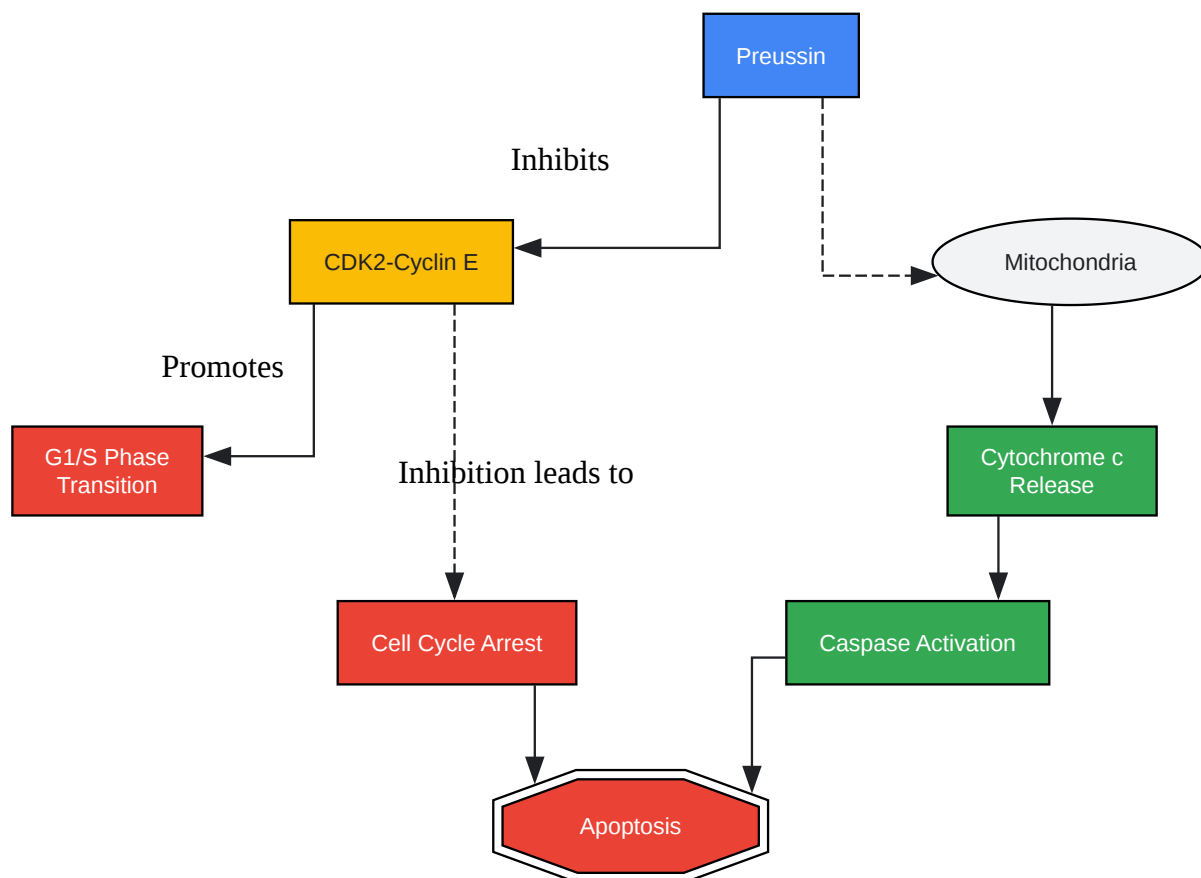 Preussin
Inhibits
CDK2-Cyclin E
Mitochondria
Promotes
G1/S Phase
Transition
Inhibition leads to
Cytochrome c
Release
Cell Cycle Arrest
Caspase Activation
Apoptosis